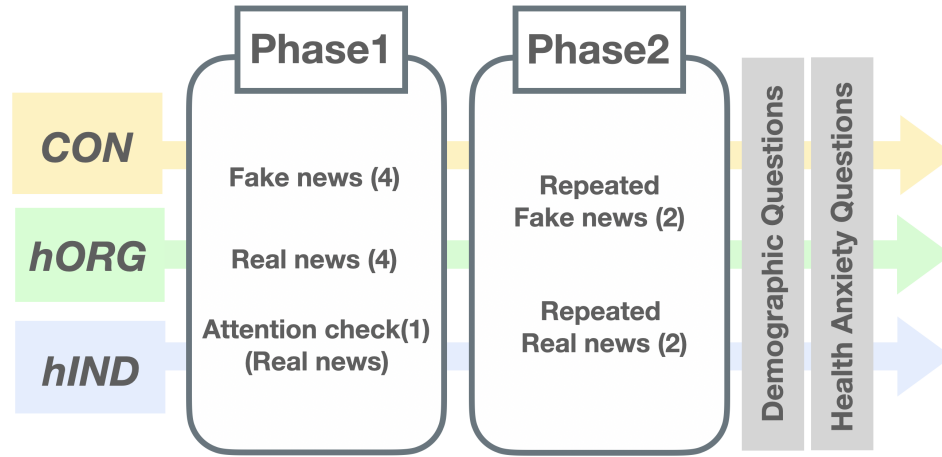 Phase1
Phase2
CON
hORG
hIND
Fake news (4)
Real news (4)
Attention check(1)
(Real news)
Repeated
Fake news (2)
Repeated
Real news (2)
Demographic Questions
Health Anxiety Questions